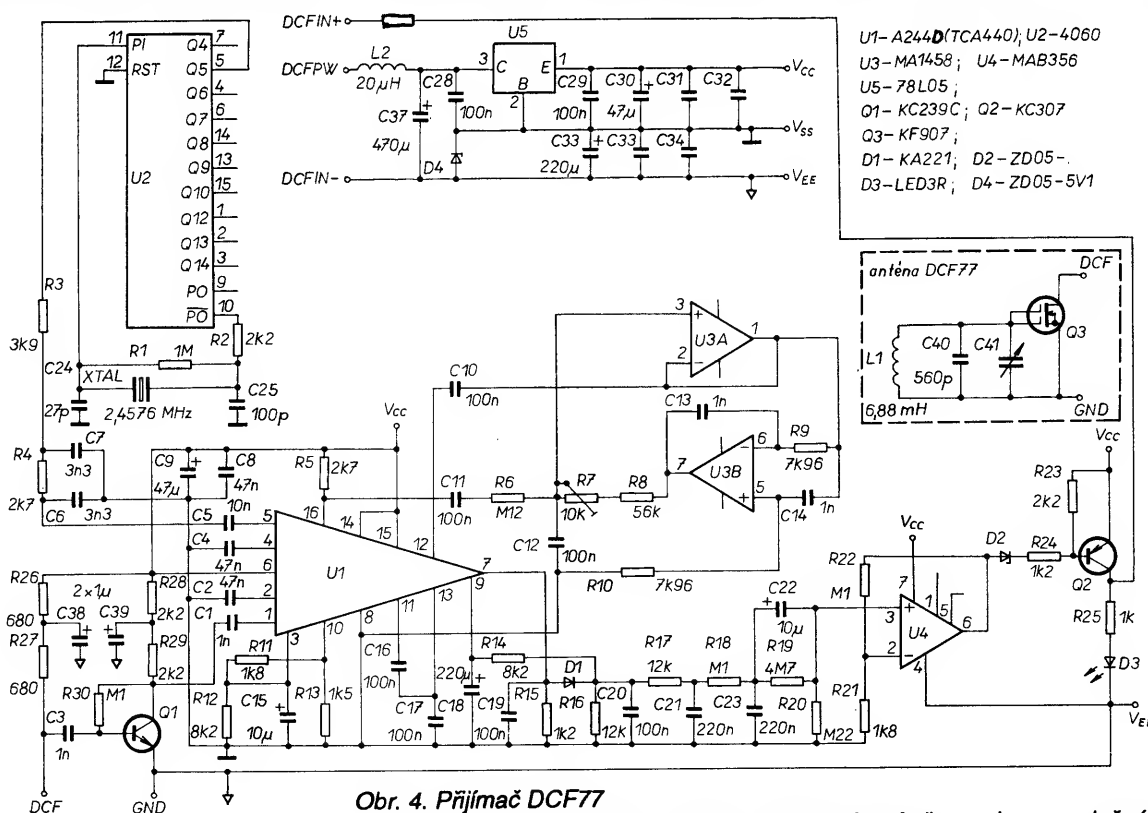 DCFIN+
DCFPW
L2
20μH
C28
100n
C37
470μ
D4
U5
3
C
E
1
B
2
C29
100n
C30
47μ
C31
C32
C33
220μ
C33
C34
Vcc
Vss
VEE
DCFIN-
U1-A244D(TCA440); U2-4060
U3-MA1458; U4-MAB356
U5-78L05;
Q1-KC239C; Q2-KC307
Q3-KF907;
D1-KA221; D2-ZD05-.
D3-LED3R; D4-ZD05-5V1
11
PI
12
RST
U2
Q4
7
Q5
5
Q6
4
Q7
6
Q8
14
Q9
13
Q10
15
Q12
1
Q13
2
Q14
3
PO
9
PO
10
R3
3K9
R2
2K2
R1
1M
C24
27p
XTAL
2,4576 MHz
C25
100p
anténa DCF77
DCF
Q3
L1
6,88 mH
C40
560p
C41
GND
R4
2k7
C7
3n3
C6
3n3
C9
47μ
C8
47n
R5
2k7
Vcc
C5
10n
C4
47n
C2
47n
C1
1n
C10
100n
C11
100n
R6
M12
R7
10k
R8
56k
C12
100n
R10
7k96
C13
1n
R9
7K96
C14
1n
U3A
3
2
1
U3B
6
5
7
U1
5
4
6
2
1
16
14
15
12
7
9
13
11
8
10
3
R26
680
R27
680
2×1μ
C38
C39
R28
2k2
R29
2k2
R30
M1
C3
1n
Q1
R11
1k8
R12
8k2
C15
10μ
R13
1k5
C16
100n
C17
100n
C18
220μ
R14
8k2
C19
100n
R15
1k2
D1
R16
12k
C20
100n
R17
12k
C21
220n
R18
M1
C23
220n
R19
4M7
C22
10μ
R20
M22
R22
M1
R21
1k8
Vcc
7
1
5
3
2
U4
6
4
D2
R24
1k2
R23
2k2
Vcc
Q2
R25
1k
D3
DCF
GND
Obr. 4. Přijímač DCF77